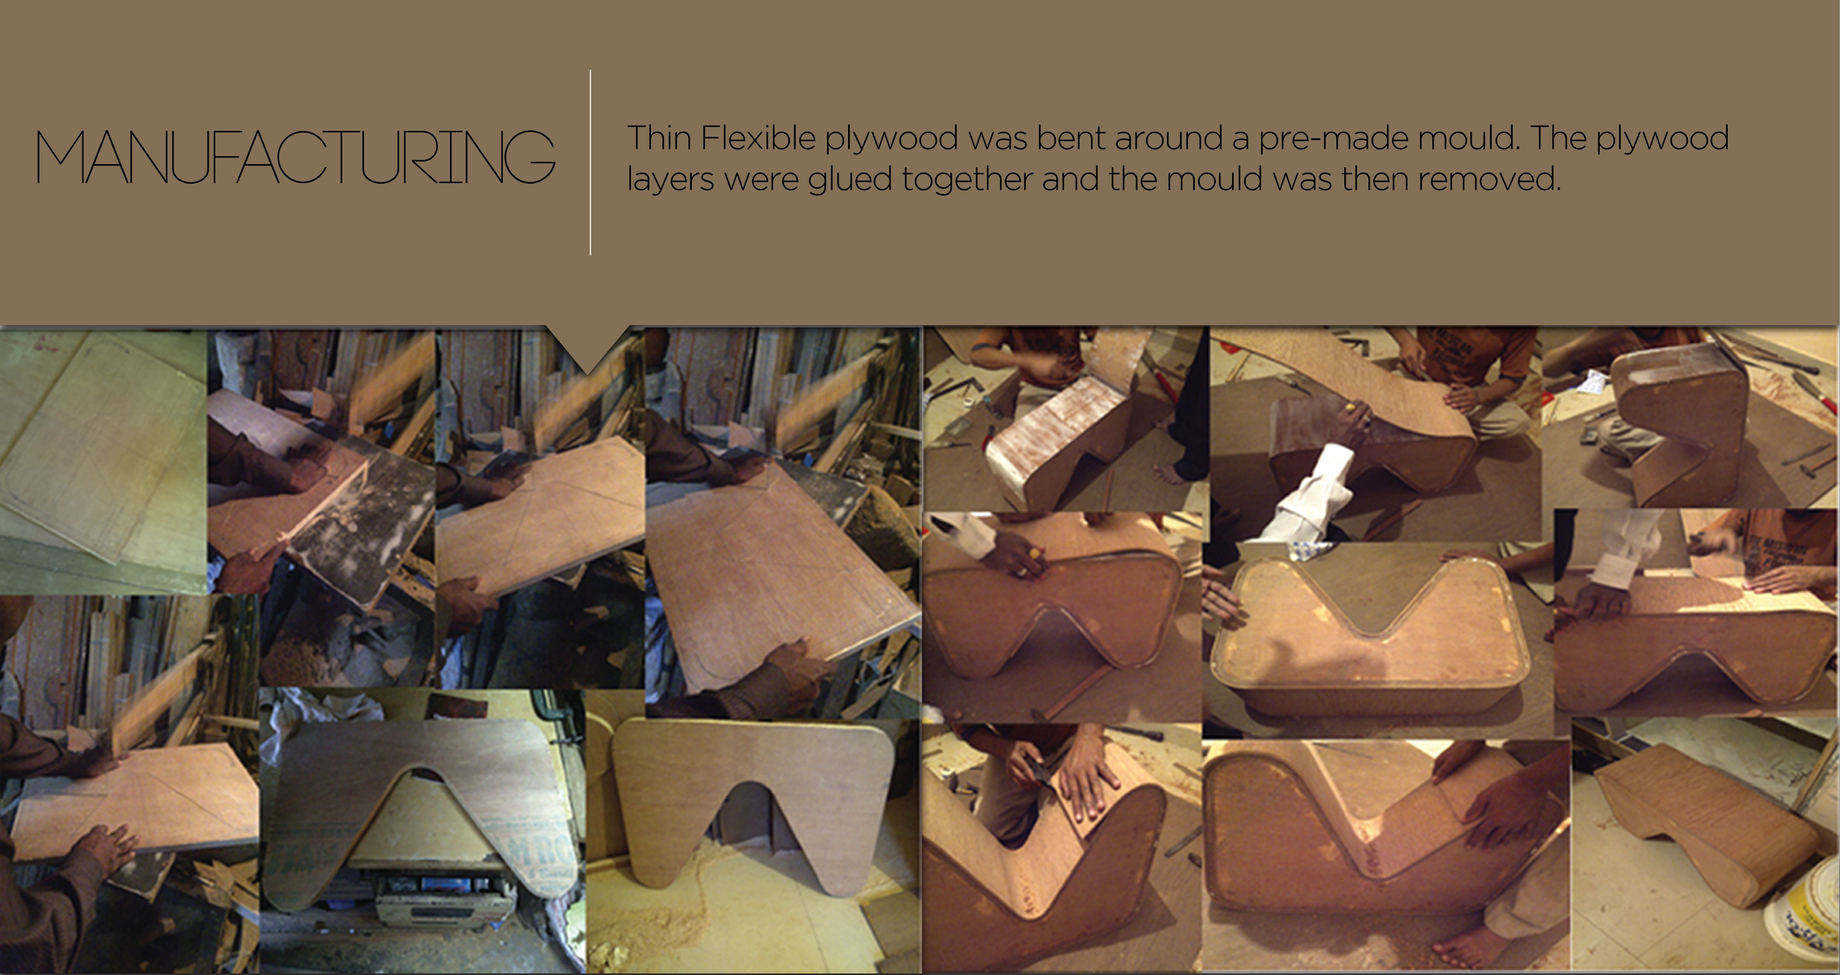 MANUFACTURING
Thin Flexible plywood was bent around a pre-made mould. The plywood
layers were glued together and the mould was then removed.